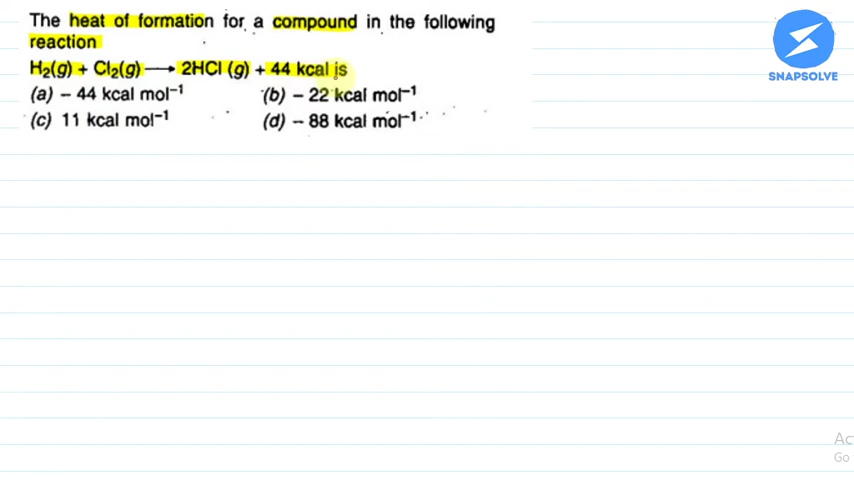 The heat of formation for a compound in the following
reaction
H₂(g) + Cl₂(g) ⟶ 2HCl (g) + 44 kcal is
(a) – 44 kcal mol⁻¹ (b) – 22 kcal mol⁻¹
(c) 11 kcal mol⁻¹ (d) – 88 kcal mol⁻¹
SNAPSOLVE
Act
Go